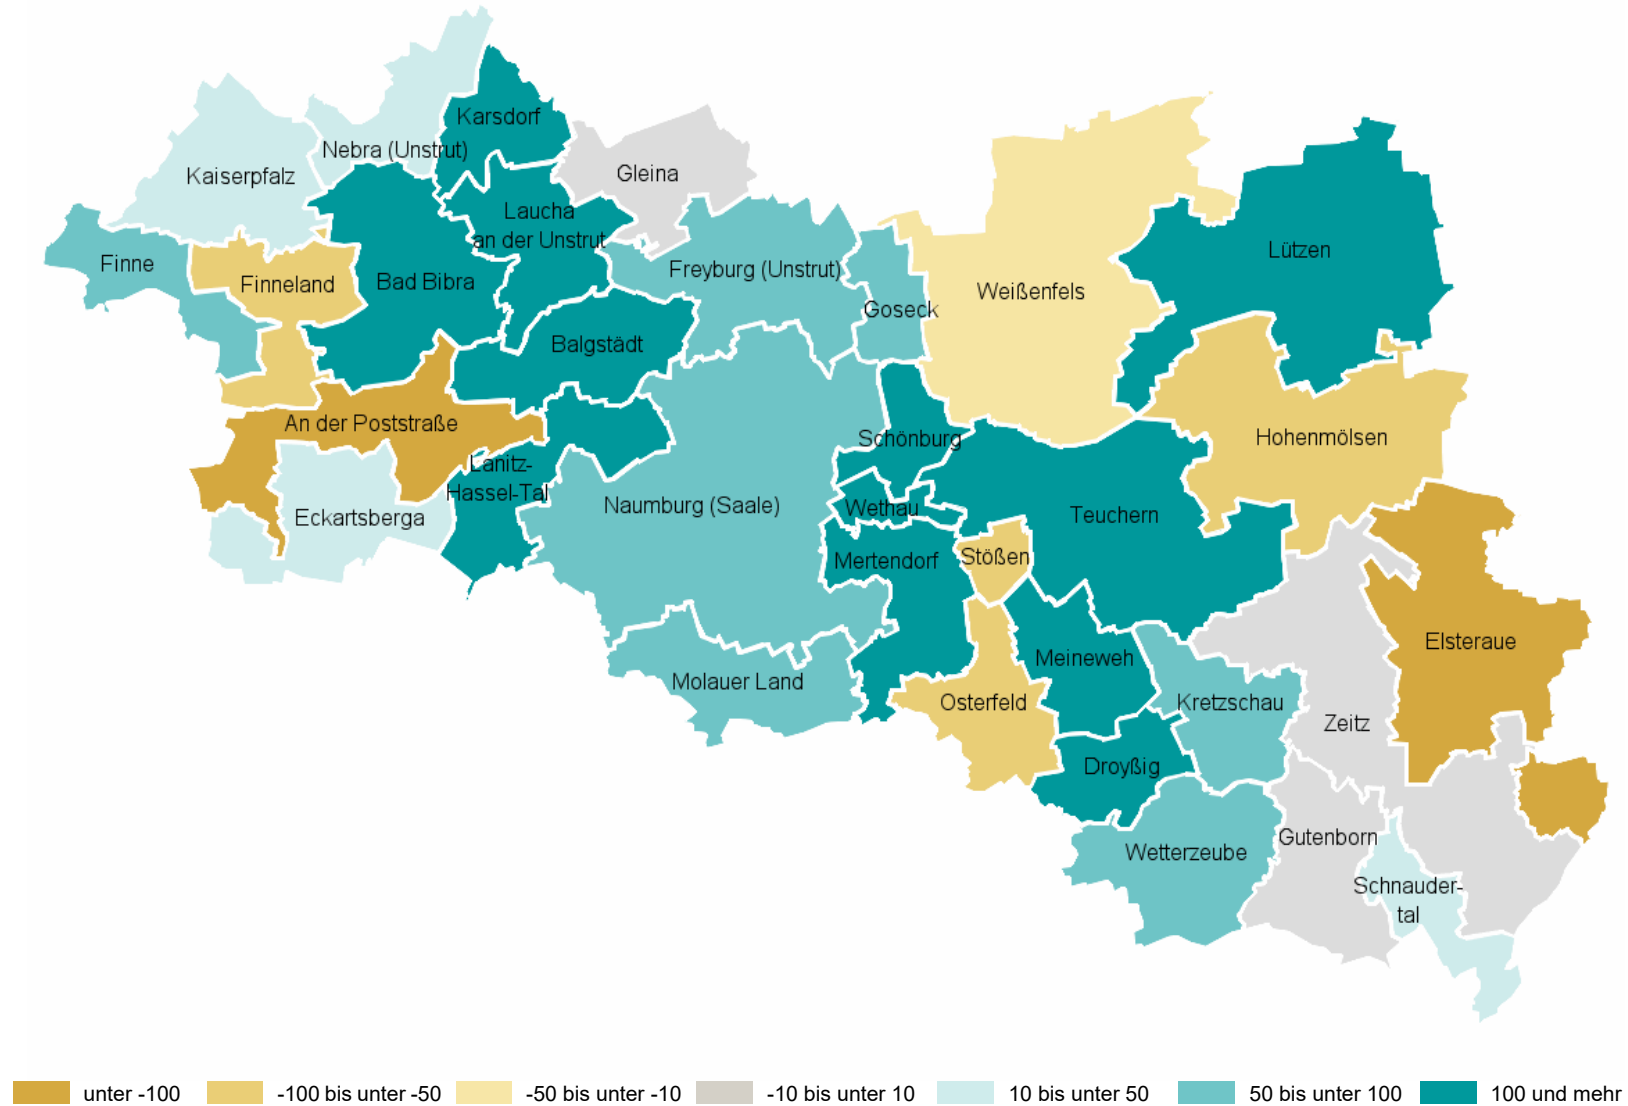 Karsdorf
Nebra (Unstrut)
Kaiserpfalz
Gleina
Laucha
an der Unstrut
Finne
Finneland
Bad Bibra
Freyburg (Unstrut)
Goseck
Weißenfels
Lützen
Balgstädt
An der Poststraße
Schönburg
Hohenmölsen
Lanitz-
Hassel-Tal
Eckartsberga
Naumburg (Saale)
Wethau
Teuchern
Mertendorf
Stößen
Elsteraue
Meineweh
Molauer Land
Osterfeld
Kretzschau
Zeitz
Droyßig
Gutenborn
Wetterzeube
Schnauder-
tal
unter -100
-100 bis unter -50
-50 bis unter -10
-10 bis unter 10
10 bis unter 50
50 bis unter 100
100 und mehr